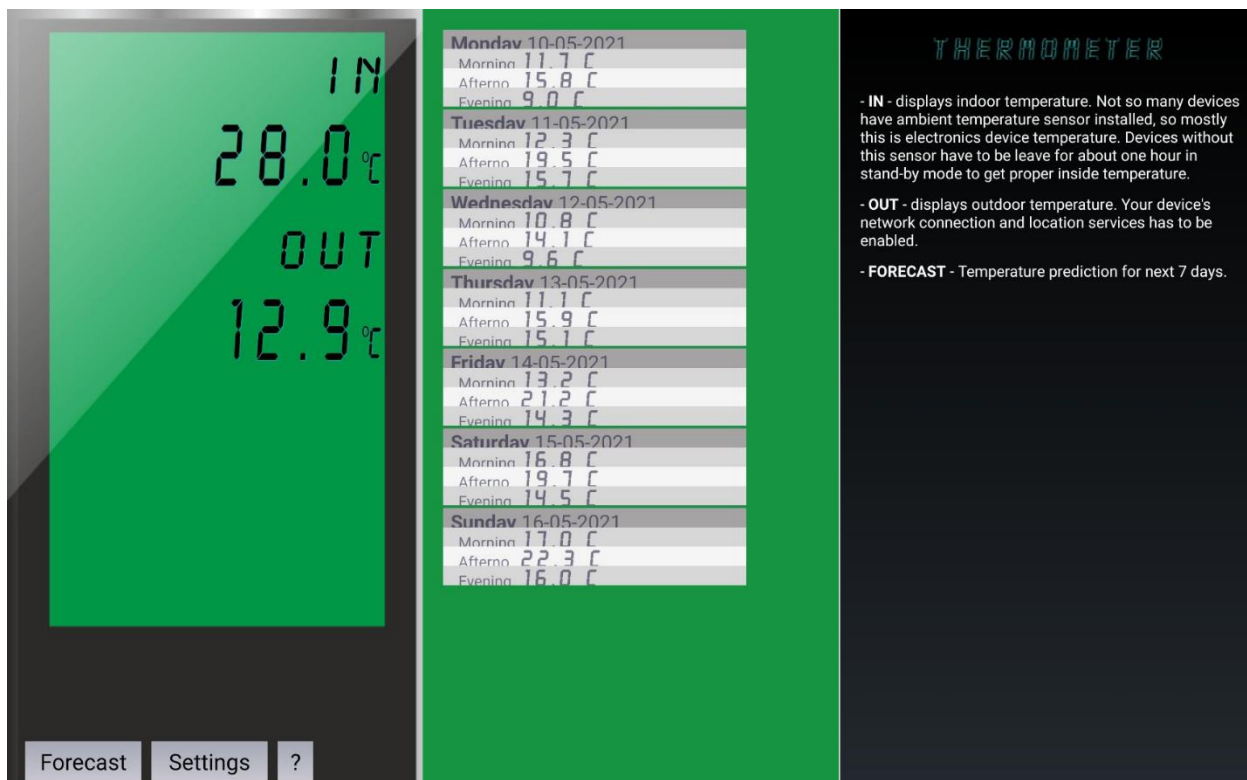 IN
28.0 °C
OUT
12.9 °C
Forecast
Settings
?
Monday 10-05-2021
Morning 11.7 C
Afterno 15.8 C
Evening 9.0 C
Tuesday 11-05-2021
Morning 12.3 C
Afterno 19.5 C
Evening 15.7 C
Wednesday 12-05-2021
Morning 10.8 C
Afterno 14.1 C
Evening 9.6 C
Thursday 13-05-2021
Morning 11.1 C
Afterno 15.9 C
Evening 15.1 C
Friday 14-05-2021
Morning 13.2 C
Afterno 21.2 C
Evening 14.3 C
Saturday 15-05-2021
Morning 16.8 C
Afterno 19.7 C
Evening 14.5 C
Sunday 16-05-2021
Morning 17.0 C
Afterno 22.3 C
Evening 16.0 C
THERMOMETER
- IN - displays indoor temperature. Not so many devices
have ambient temperature sensor installed, so mostly
this is electronics device temperature. Devices without
this sensor have to be leave for about one hour in
stand-by mode to get proper inside temperature.
- OUT - displays outdoor temperature. Your device's
network connection and location services has to be
enabled.
- FORECAST - Temperature prediction for next 7 days.